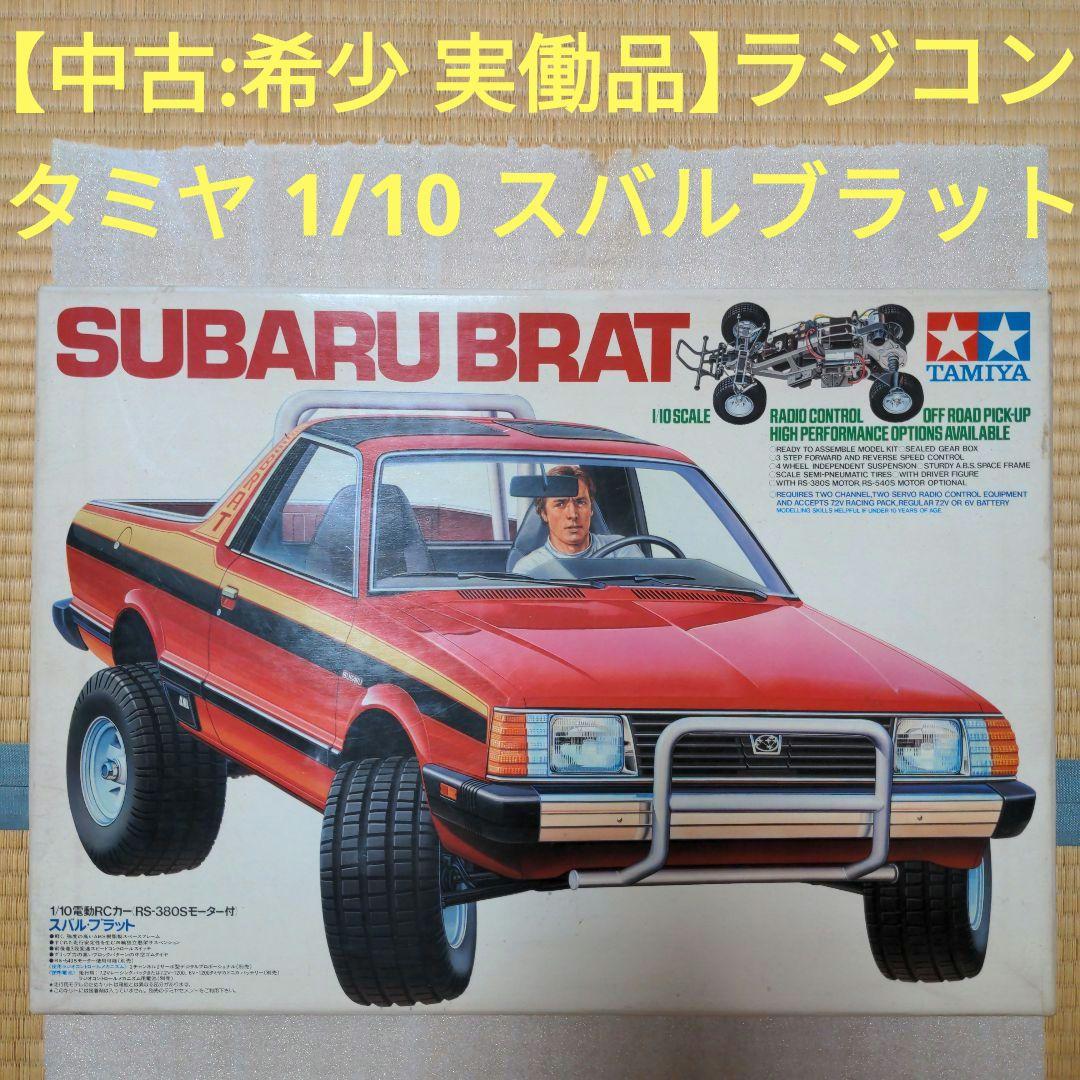 【中古:希少 実働品】ラジコン
タミヤ 1/10 スバルブラット
SUBARU BRAT
TAMIYA
1/10 SCALE RADIO CONTROL OFF ROAD PICK-UP
HIGH PERFORMANCE OPTIONS AVAILABLE
○READY TO ASSEMBLE MODEL KIT○SEALED GEAR BOX
○3 STEP FORWARD AND REVERSE SPEED CONTROL
○4 WHEEL INDEPENDENT SUSPENSION○STURDY A.B.S. SPACE FRAME
○SCALE SEMI-PNEUMATIC TIRES○WITH DRIVER FIGURE
○WITH RS-380S MOTOR, RS-540S MOTOR OPTIONAL
○REQUIRES TWO CHANNEL, TWO SERVO RADIO CONTROL EQUIPMENT
AND ACCEPTS 7.2V RACING PACK, REGULAR 7.2V OR 6V BATTERY
MODELLING SKILLS HELPFUL IF UNDER 10 YEARS OF AGE.
BRAT
SUBARU
1/10電動RCカー(RS-380Sモーター付)
スバル・ブラット